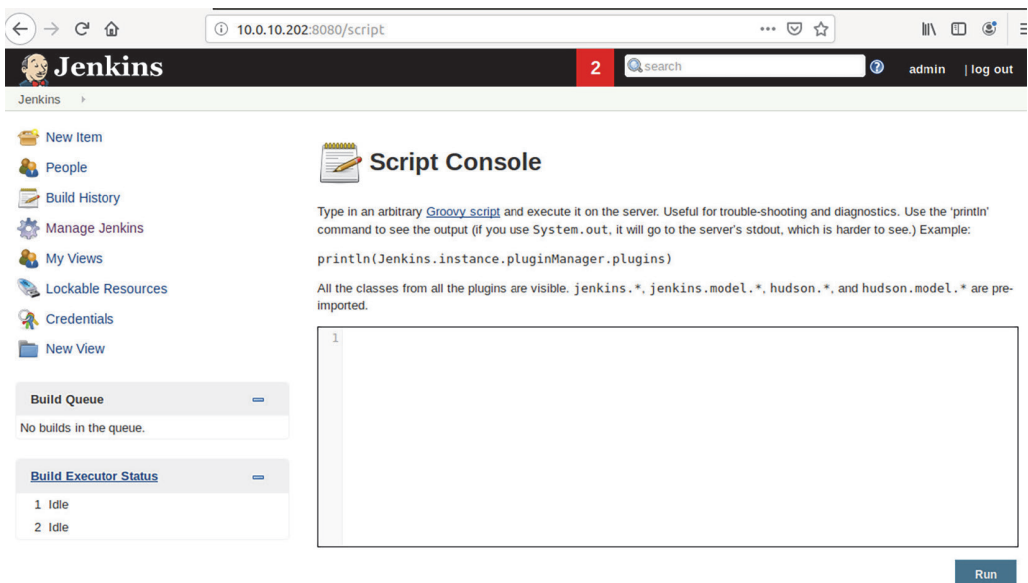 10.0.10.202:8080/script
Jenkins
2
search
admin | log out
Jenkins
New Item
People
Build History
Manage Jenkins
My Views
Lockable Resources
Credentials
New View
Build Queue
No builds in the queue.
Build Executor Status
1 Idle
2 Idle
Script Console
Type in an arbitrary Groovy script and execute it on the server. Useful for trouble-shooting and diagnostics. Use the ‘println’
command to see the output (if you use System.out, it will go to the server's stdout, which is harder to see.) Example:
println(Jenkins.instance.pluginManager.plugins)
All the classes from all the plugins are visible. jenkins.*, jenkins.model.*, hudson.*, and hudson.model.* are pre-
imported.
1
Run